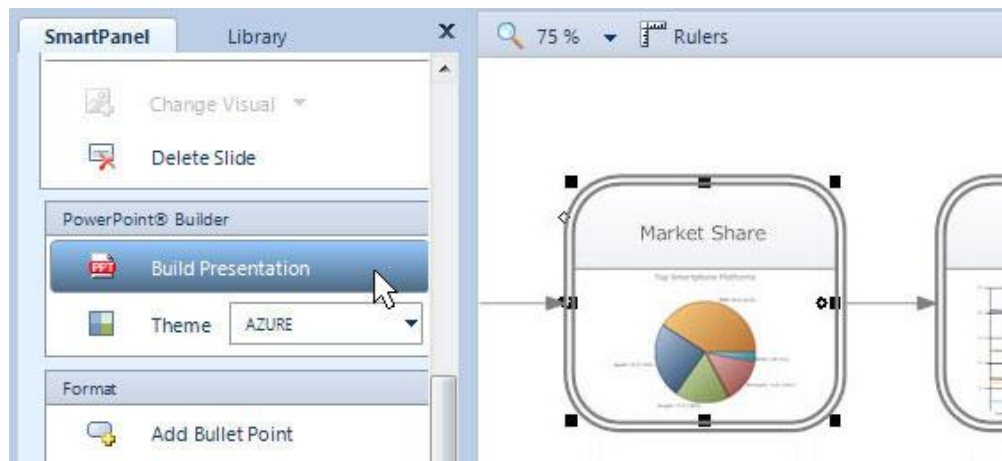 SmartPanel
Library
X
75 %
Rulers
Change Visual
Delete Slide
PowerPoint® Builder
PPT
Build Presentation
Theme
AZURE
Format
Add Bullet Point
Market Share
Top Smartphone Platforms